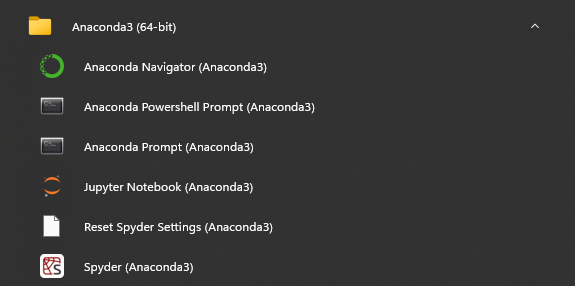 Anaconda3 (64-bit)
Anaconda Navigator (Anaconda3)
Anaconda Powershell Prompt (Anaconda3)
Anaconda Prompt (Anaconda3)
Jupyter Notebook (Anaconda3)
Reset Spyder Settings (Anaconda3)
Spyder (Anaconda3)